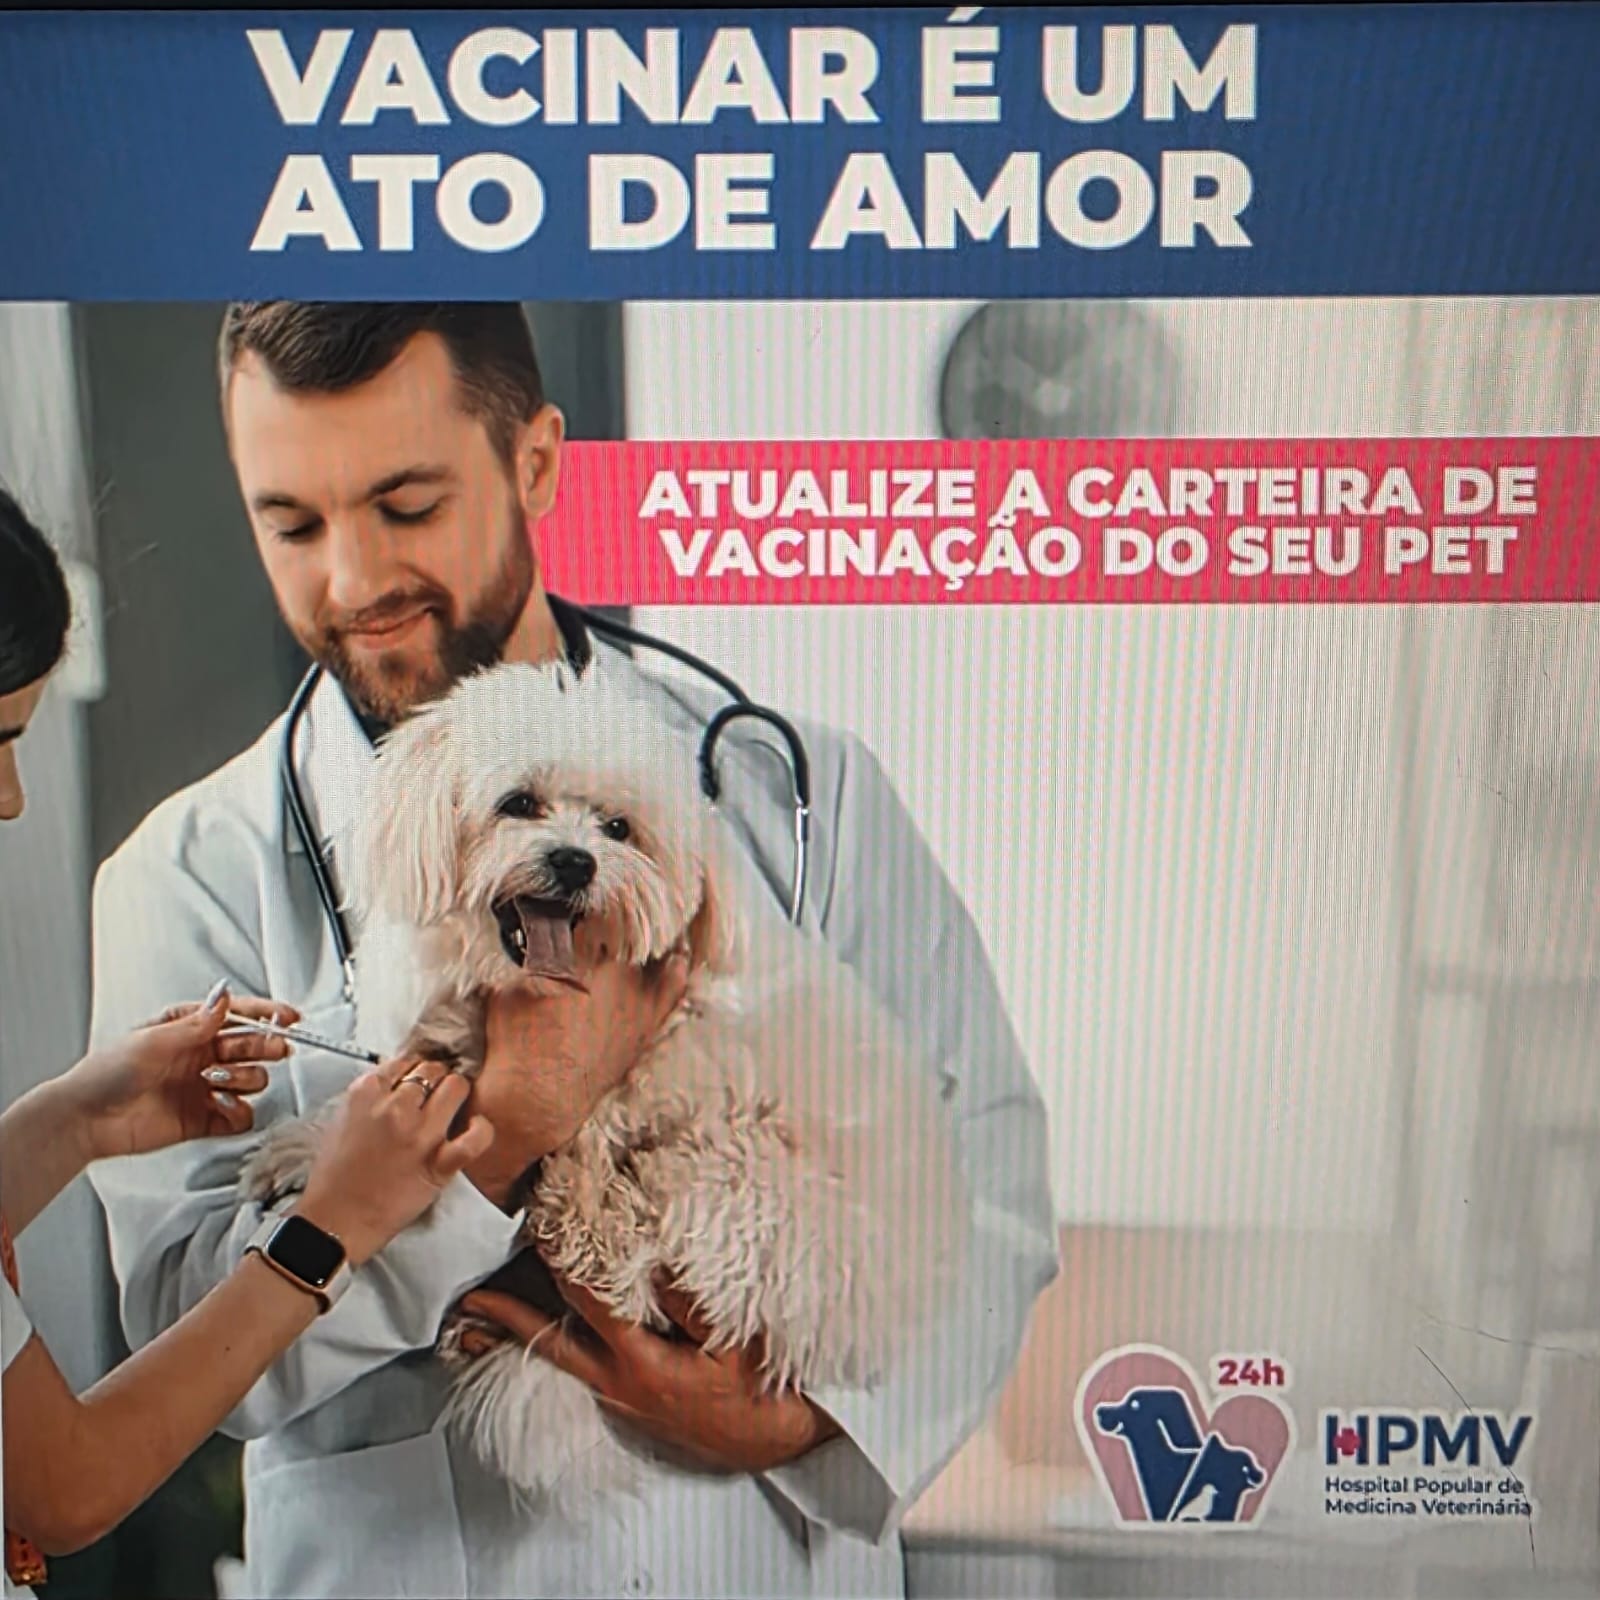 VACINAR É UM
ATO DE AMOR
ATUALIZE A CARTEIRA DE
VACINAÇÃO DO SEU PET
24h
HPMV
Hospital Popular de
Medicina Veterinária